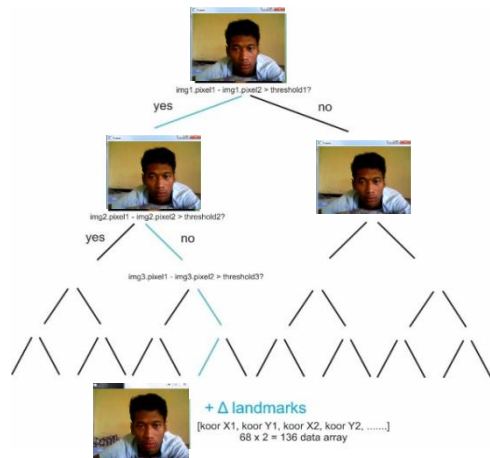 img1.pixel1 - img1.pixel2 > threshold1?
yes
no
img2.pixel1 - img2.pixel2 > threshold2?
yes
no
img3.pixel1 - img3.pixel2 > threshold3?
+ Δ landmarks
[koor X1, koor Y1, koor X2, koor Y2, .......]
68 x 2 = 136 data array